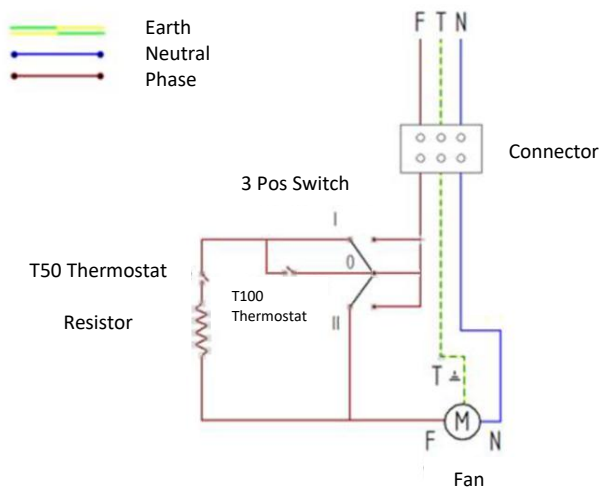 Earth
Neutral
Phase
F T N
Connector
3 Pos Switch
I
T50 Thermostat
0
T100
Thermostat
Resistor
II
T
M
F
N
Fan